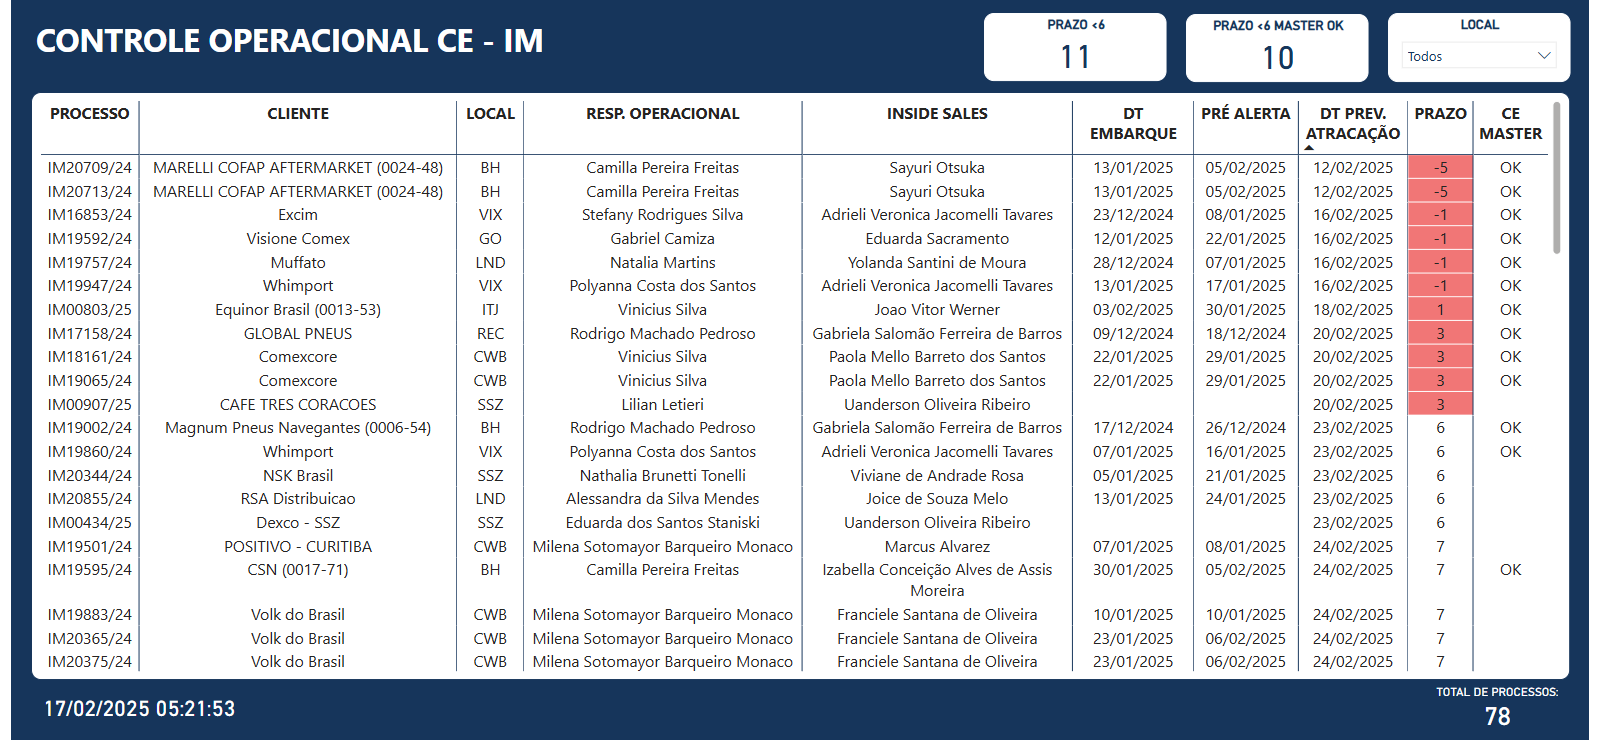 CONTROLE OPERACIONAL CE - IM
PRAZO <6
11
PRAZO <6 MASTER OK
10
LOCAL
Todos
PROCESSO CLIENTE LOCAL RESP. OPERACIONAL INSIDE SALES DT EMBARQUE PRÉ ALERTA DT PREV. ATRACAÇÃO PRAZO CE MASTER
IM20709/24 MARELLI COFAP AFTERMARKET (0024-48) BH Camilla Pereira Freitas Sayuri Otsuka 13/01/2025 05/02/2025 12/02/2025 -5 OK
IM20713/24 MARELLI COFAP AFTERMARKET (0024-48) BH Camilla Pereira Freitas Sayuri Otsuka 13/01/2025 05/02/2025 12/02/2025 -5 OK
IM16853/24 Excim VIX Stefany Rodrigues Silva Adrieli Veronica Jacomelli Tavares 23/12/2024 08/01/2025 16/02/2025 -1 OK
IM19592/24 Visione Comex GO Gabriel Camiza Eduarda Sacramento 12/01/2025 22/01/2025 16/02/2025 -1 OK
IM19757/24 Muffato LND Natalia Martins Yolanda Santini de Moura 28/12/2024 07/01/2025 16/02/2025 -1 OK
IM19947/24 Whimport VIX Polyanna Costa dos Santos Adrieli Veronica Jacomelli Tavares 13/01/2025 17/01/2025 16/02/2025 -1 OK
IM00803/25 Equinor Brasil (0013-53) ITJ Vinicius Silva Joao Vitor Werner 03/02/2025 30/01/2025 18/02/2025 1 OK
IM17158/24 GLOBAL PNEUS REC Rodrigo Machado Pedroso Gabriela Salomão Ferreira de Barros 09/12/2024 18/12/2024 20/02/2025 3 OK
IM18161/24 Comexcore CWB Vinicius Silva Paola Mello Barreto dos Santos 22/01/2025 29/01/2025 20/02/2025 3 OK
IM19065/24 Comexcore CWB Vinicius Silva Paola Mello Barreto dos Santos 22/01/2025 29/01/2025 20/02/2025 3 OK
IM00907/25 CAFE TRES CORACOES SSZ Lilian Letieri Uanderson Oliveira Ribeiro 20/02/2025 3
IM19002/24 Magnum Pneus Navegantes (0006-54) BH Rodrigo Machado Pedroso Gabriela Salomão Ferreira de Barros 17/12/2024 26/12/2024 23/02/2025 6 OK
IM19860/24 Whimport VIX Polyanna Costa dos Santos Adrieli Veronica Jacomelli Tavares 07/01/2025 16/01/2025 23/02/2025 6 OK
IM20344/24 NSK Brasil SSZ Nathalia Brunetti Tonelli Viviane de Andrade Rosa 05/01/2025 21/01/2025 23/02/2025 6
IM20855/24 RSA Distribuicao LND Alessandra da Silva Mendes Joice de Souza Melo 13/01/2025 24/01/2025 23/02/2025 6
IM00434/25 Dexco - SSZ SSZ Eduarda dos Santos Staniski Uanderson Oliveira Ribeiro 23/02/2025 6
IM19501/24 POSITIVO - CURITIBA CWB Milena Sotomayor Barqueiro Monaco Marcus Alvarez 07/01/2025 08/01/2025 24/02/2025 7
IM19595/24 CSN (0017-71) BH Camilla Pereira Freitas Izabella Conceição Alves de Assis Moreira 30/01/2025 05/02/2025 24/02/2025 7 OK
IM19883/24 Volk do Brasil CWB Milena Sotomayor Barqueiro Monaco Franciele Santana de Oliveira 10/01/2025 10/01/2025 24/02/2025 7
IM20365/24 Volk do Brasil CWB Milena Sotomayor Barqueiro Monaco Franciele Santana de Oliveira 23/01/2025 06/02/2025 24/02/2025 7
IM20375/24 Volk do Brasil CWB Milena Sotomayor Barqueiro Monaco Franciele Santana de Oliveira 23/01/2025 06/02/2025 24/02/2025 7
17/02/2025 05:21:53
TOTAL DE PROCESSOS:
78